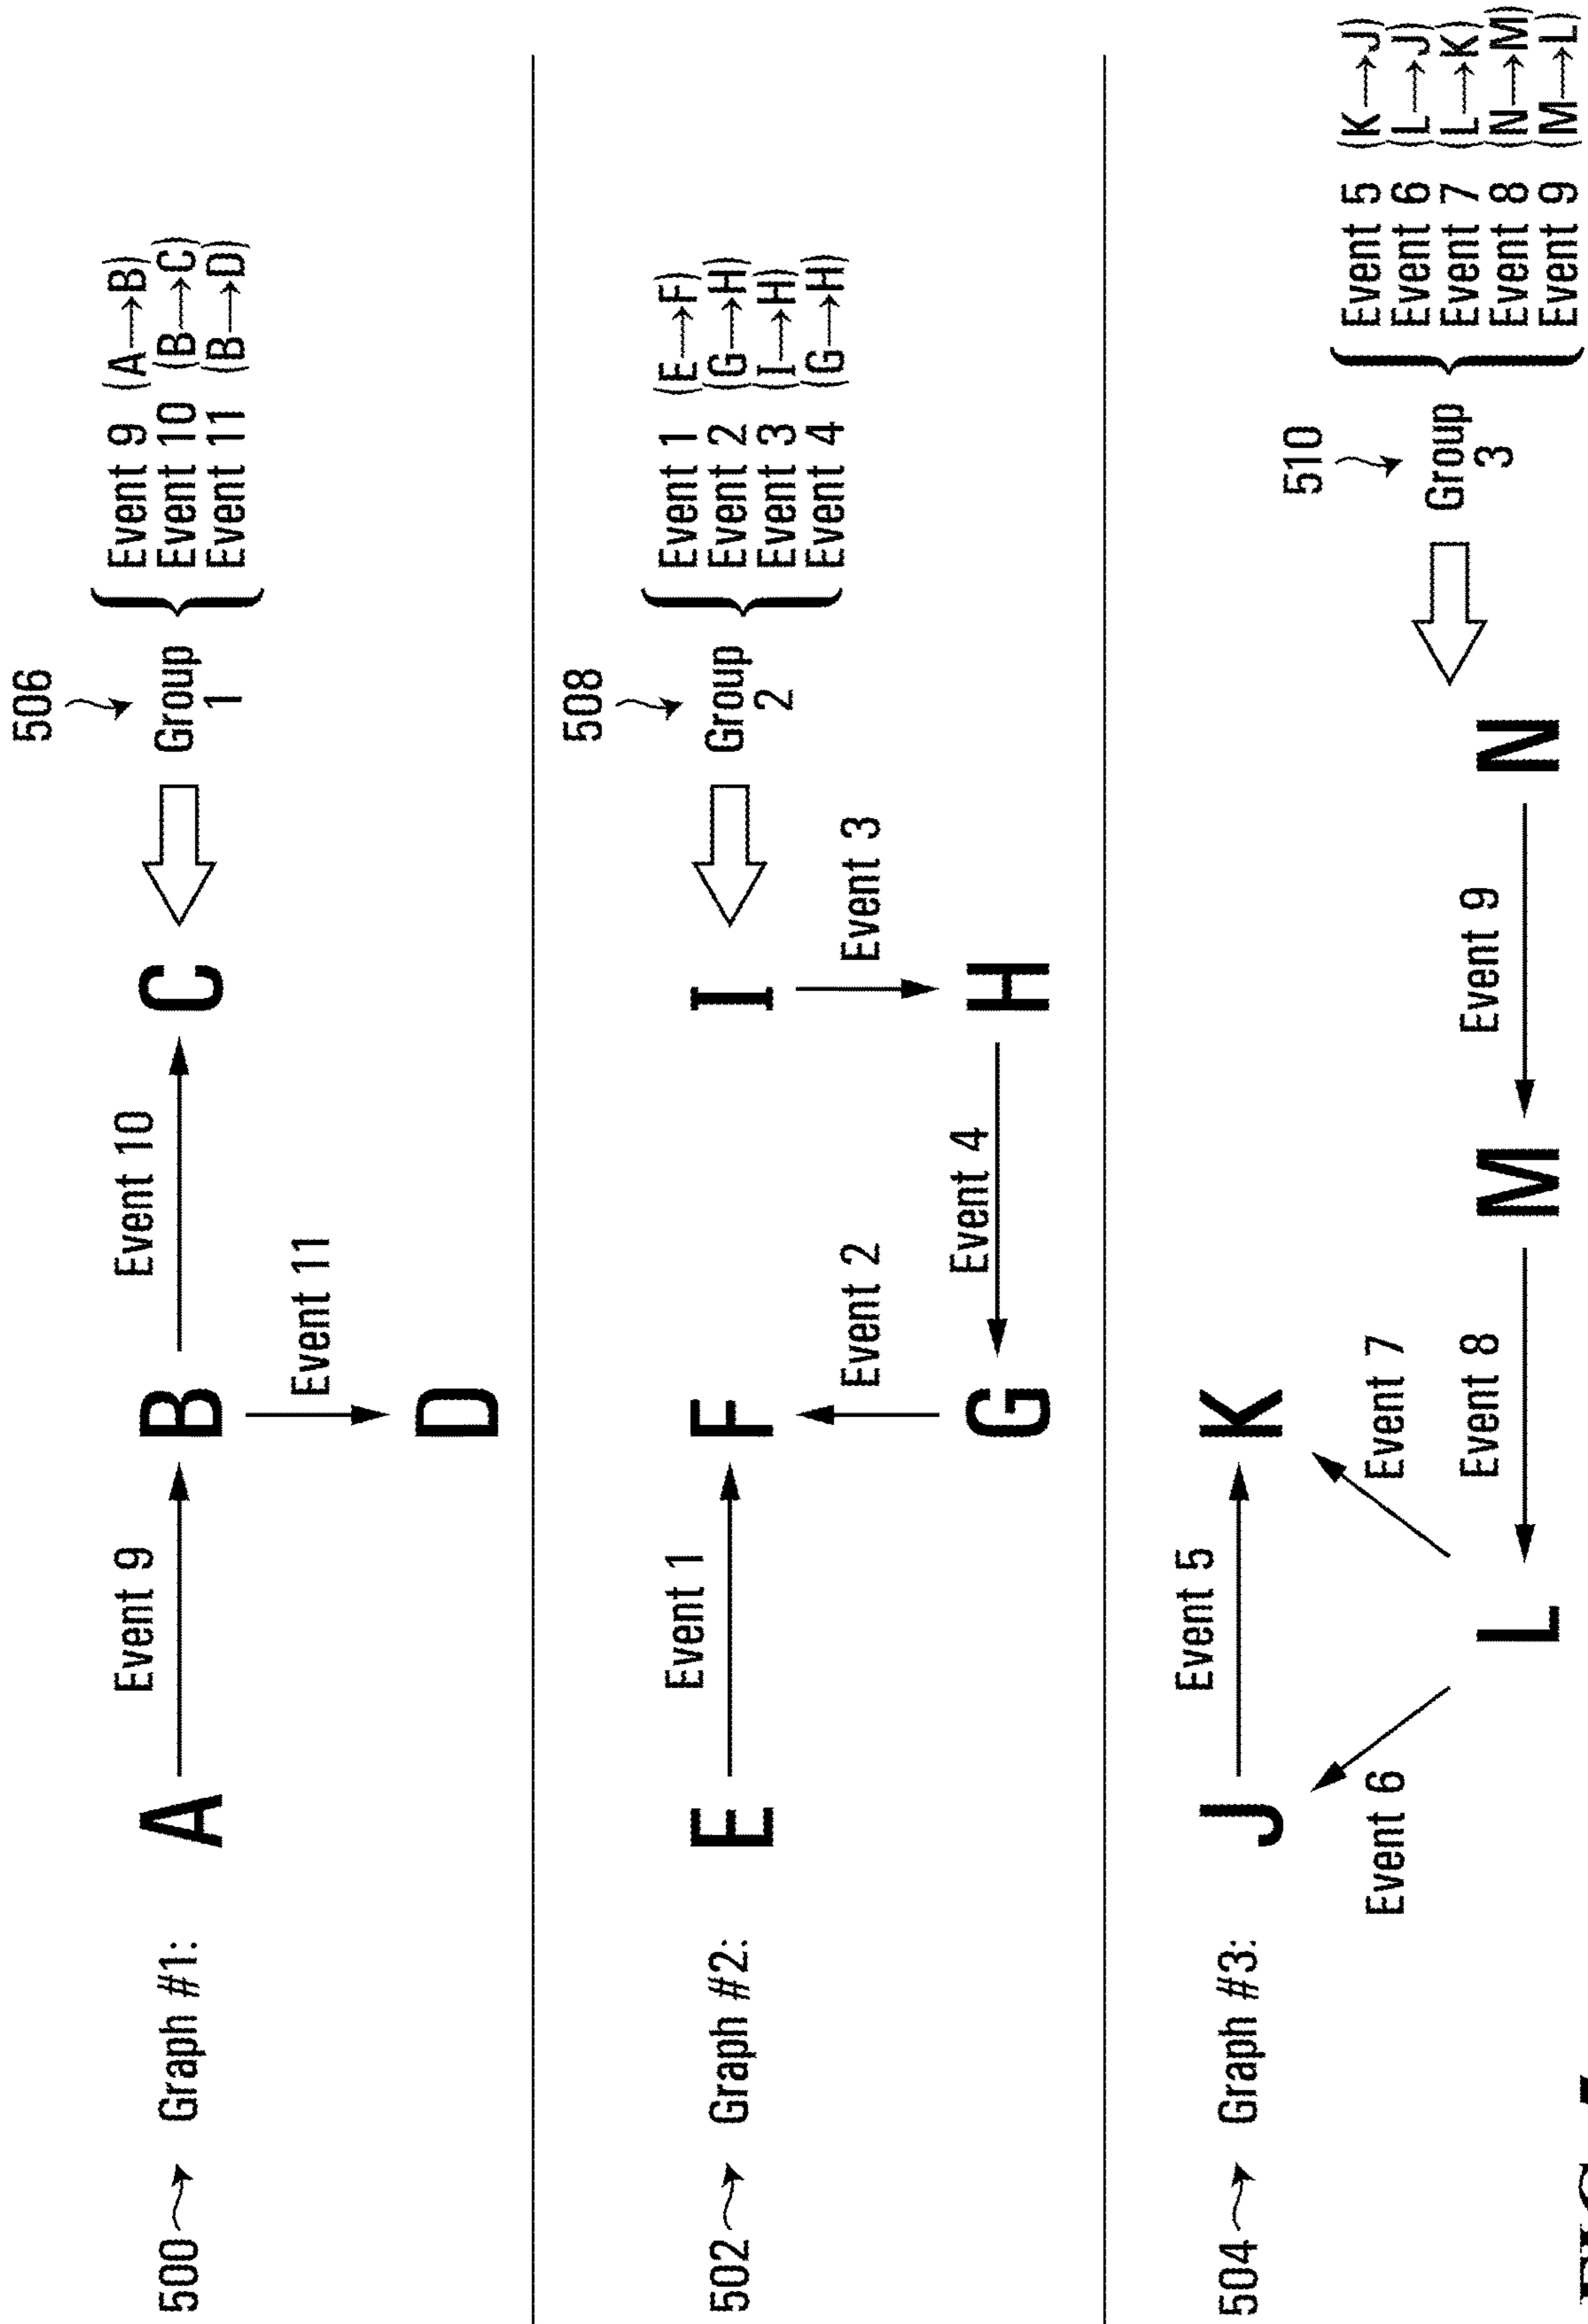 500 Graph #1:
A
Event 9
B
Event 10
C
Event 11
D
506
Group
1
Event 9 (A→B)
Event 10 (B→C)
Event 11 (B→D)
502 Graph #2:
E
Event 1
F
Event 2
G
Event 4
H
Event 3
I
508
Group
2
Event 1 (E→F)
Event 2 (G→H)
Event 3 (I→H)
Event 4 (G→H)
504 Graph #3:
J
Event 5
K
Event 6
L
Event 7
Event 8
M
Event 9
N
510
Group
3
Event 5 (K→J)
Event 6 (L→J)
Event 7 (L→K)
Event 8 (N→M)
Event 9 (M→L)